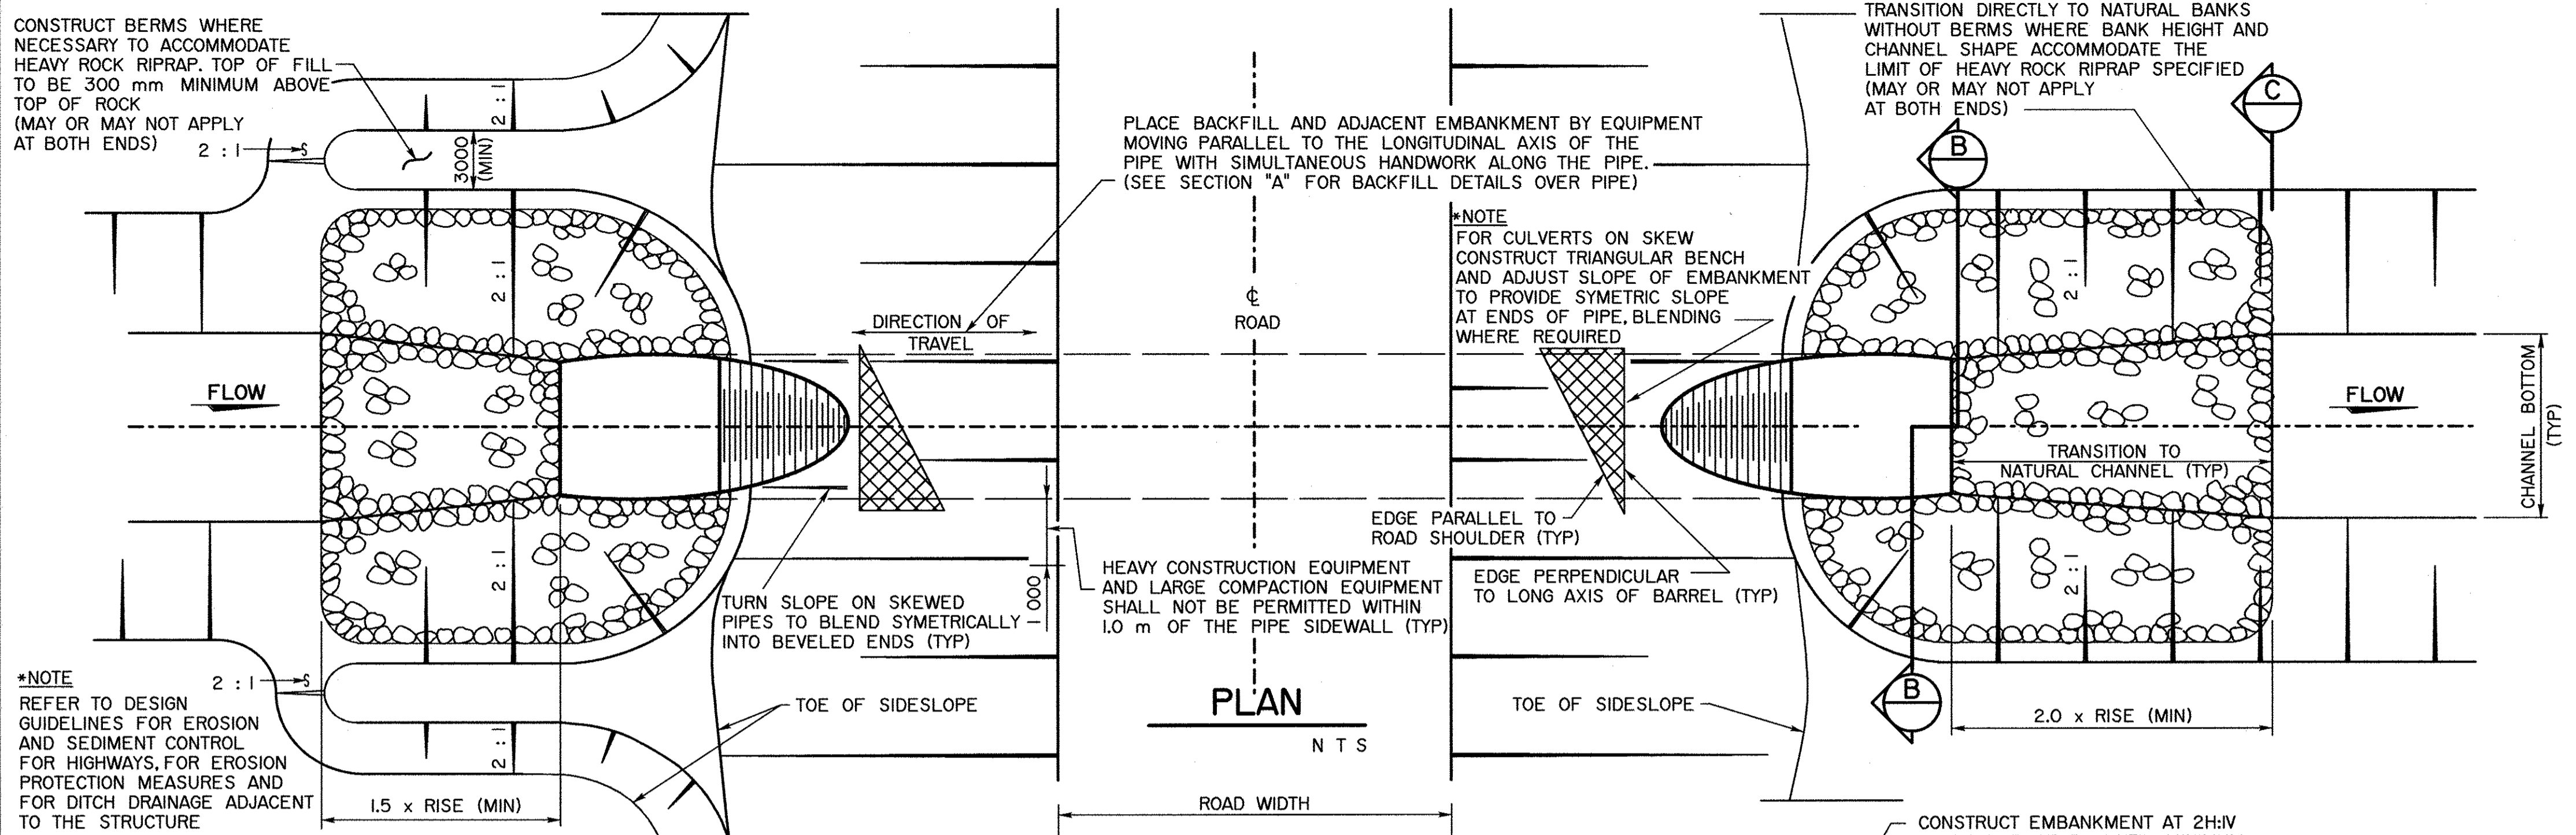 CONSTRUCT BERMS WHERE
NECESSARY TO ACCOMMODATE
HEAVY ROCK RIPRAP. TOP OF FILL
TO BE 300 mm MINIMUM ABOVE
TOP OF ROCK
(MAY OR MAY NOT APPLY
AT BOTH ENDS)
2 : 1
S
2 : 1
3000
(MIN)
2 : 1
FLOW
2 : 1
2 : 1
S
2 : 1
*NOTE
REFER TO DESIGN
GUIDELINES FOR EROSION
AND SEDIMENT CONTROL
FOR HIGHWAYS, FOR EROSION
PROTECTION MEASURES AND
FOR DITCH DRAINAGE ADJACENT
TO THE STRUCTURE
1.5 x RISE (MIN)
PLACE BACKFILL AND ADJACENT EMBANKMENT BY EQUIPMENT
MOVING PARALLEL TO THE LONGITUDINAL AXIS OF THE
PIPE WITH SIMULTANEOUS HANDWORK ALONG THE PIPE.
(SEE SECTION "A" FOR BACKFILL DETAILS OVER PIPE)
DIRECTION OF
TRAVEL
℄
ROAD
TURN SLOPE ON SKEWED
PIPES TO BLEND SYMETRICALLY
INTO BEVELED ENDS (TYP)
1000
HEAVY CONSTRUCTION EQUIPMENT
AND LARGE COMPACTION EQUIPMENT
SHALL NOT BE PERMITTED WITHIN
1.0 m OF THE PIPE SIDEWALL (TYP)
TOE OF SIDESLOPE
PLAN
N T S
ROAD WIDTH
*NOTE
FOR CULVERTS ON SKEW
CONSTRUCT TRIANGULAR BENCH
AND ADJUST SLOPE OF EMBANKMENT
TO PROVIDE SYMETRIC SLOPE
AT ENDS OF PIPE, BLENDING
WHERE REQUIRED
EDGE PARALLEL TO
ROAD SHOULDER (TYP)
EDGE PERPENDICULAR
TO LONG AXIS OF BARREL (TYP)
TOE OF SIDESLOPE
TRANSITION DIRECTLY TO NATURAL BANKS
WITHOUT BERMS WHERE BANK HEIGHT AND
CHANNEL SHAPE ACCOMMODATE THE
LIMIT OF HEAVY ROCK RIPRAP SPECIFIED
(MAY OR MAY NOT APPLY
AT BOTH ENDS)
C
B
2 : 1
FLOW
TRANSITION TO
NATURAL CHANNEL (TYP)
CHANNEL BOTTOM
(TYP)
2 : 1
B
2.0 x RISE (MIN)
2 : 1
2 : 1
CONSTRUCT EMBANKMENT AT 2H:1V